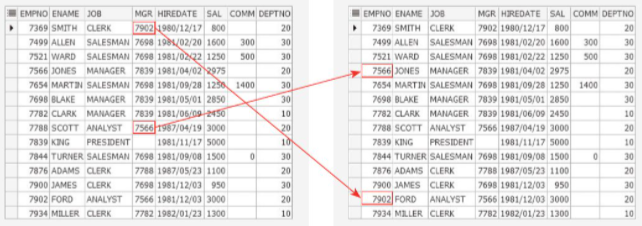 EMPNO ENAME JOB MGR HIREDATE SAL COMM DEPTNO
7369 SMITH CLERK 7902 1980/12/17 800 20
7499 ALLEN SALESMAN 7698 1981/02/20 1600 300 30
7521 WARD SALESMAN 7698 1981/02/22 1250 500 30
7566 JONES MANAGER 7839 1981/04/02 2975 20
7654 MARTIN SALESMAN 7698 1981/09/28 1250 1400 30
7698 BLAKE MANAGER 7839 1981/05/01 2850 30
7782 CLARK MANAGER 7839 1981/06/09 2450 10
7788 SCOTT ANALYST 7566 1987/04/19 3000 20
7839 KING PRESIDENT 1981/11/17 5000 10
7844 TURNER SALESMAN 7698 1981/09/08 1500 0 30
7876 ADAMS CLERK 7788 1987/05/23 1100 20
7900 JAMES CLERK 7698 1981/12/03 950 30
7902 FORD ANALYST 7566 1981/12/03 3000 20
7934 MILLER CLERK 7782 1982/01/23 1300 10
EMPNO ENAME JOB MGR HIREDATE SAL COMM DEPTNO
7369 SMITH CLERK 7902 1980/12/17 800 20
7499 ALLEN SALESMAN 7698 1981/02/20 1600 300 30
7521 WARD SALESMAN 7698 1981/02/22 1250 500 30
7566 JONES MANAGER 7839 1981/04/02 2975 20
7654 MARTIN SALESMAN 7698 1981/09/28 1250 1400 30
7698 BLAKE MANAGER 7839 1981/05/01 2850 30
7782 CLARK MANAGER 7839 1981/06/09 2450 10
7788 SCOTT ANALYST 7566 1987/04/19 3000 20
7839 KING PRESIDENT 1981/11/17 5000 10
7844 TURNER SALESMAN 7698 1981/09/08 1500 0 30
7876 ADAMS CLERK 7788 1987/05/23 1100 20
7900 JAMES CLERK 7698 1981/12/03 950 30
7902 FORD ANALYST 7566 1981/12/03 3000 20
7934 MILLER CLERK 7782 1982/01/23 1300 10